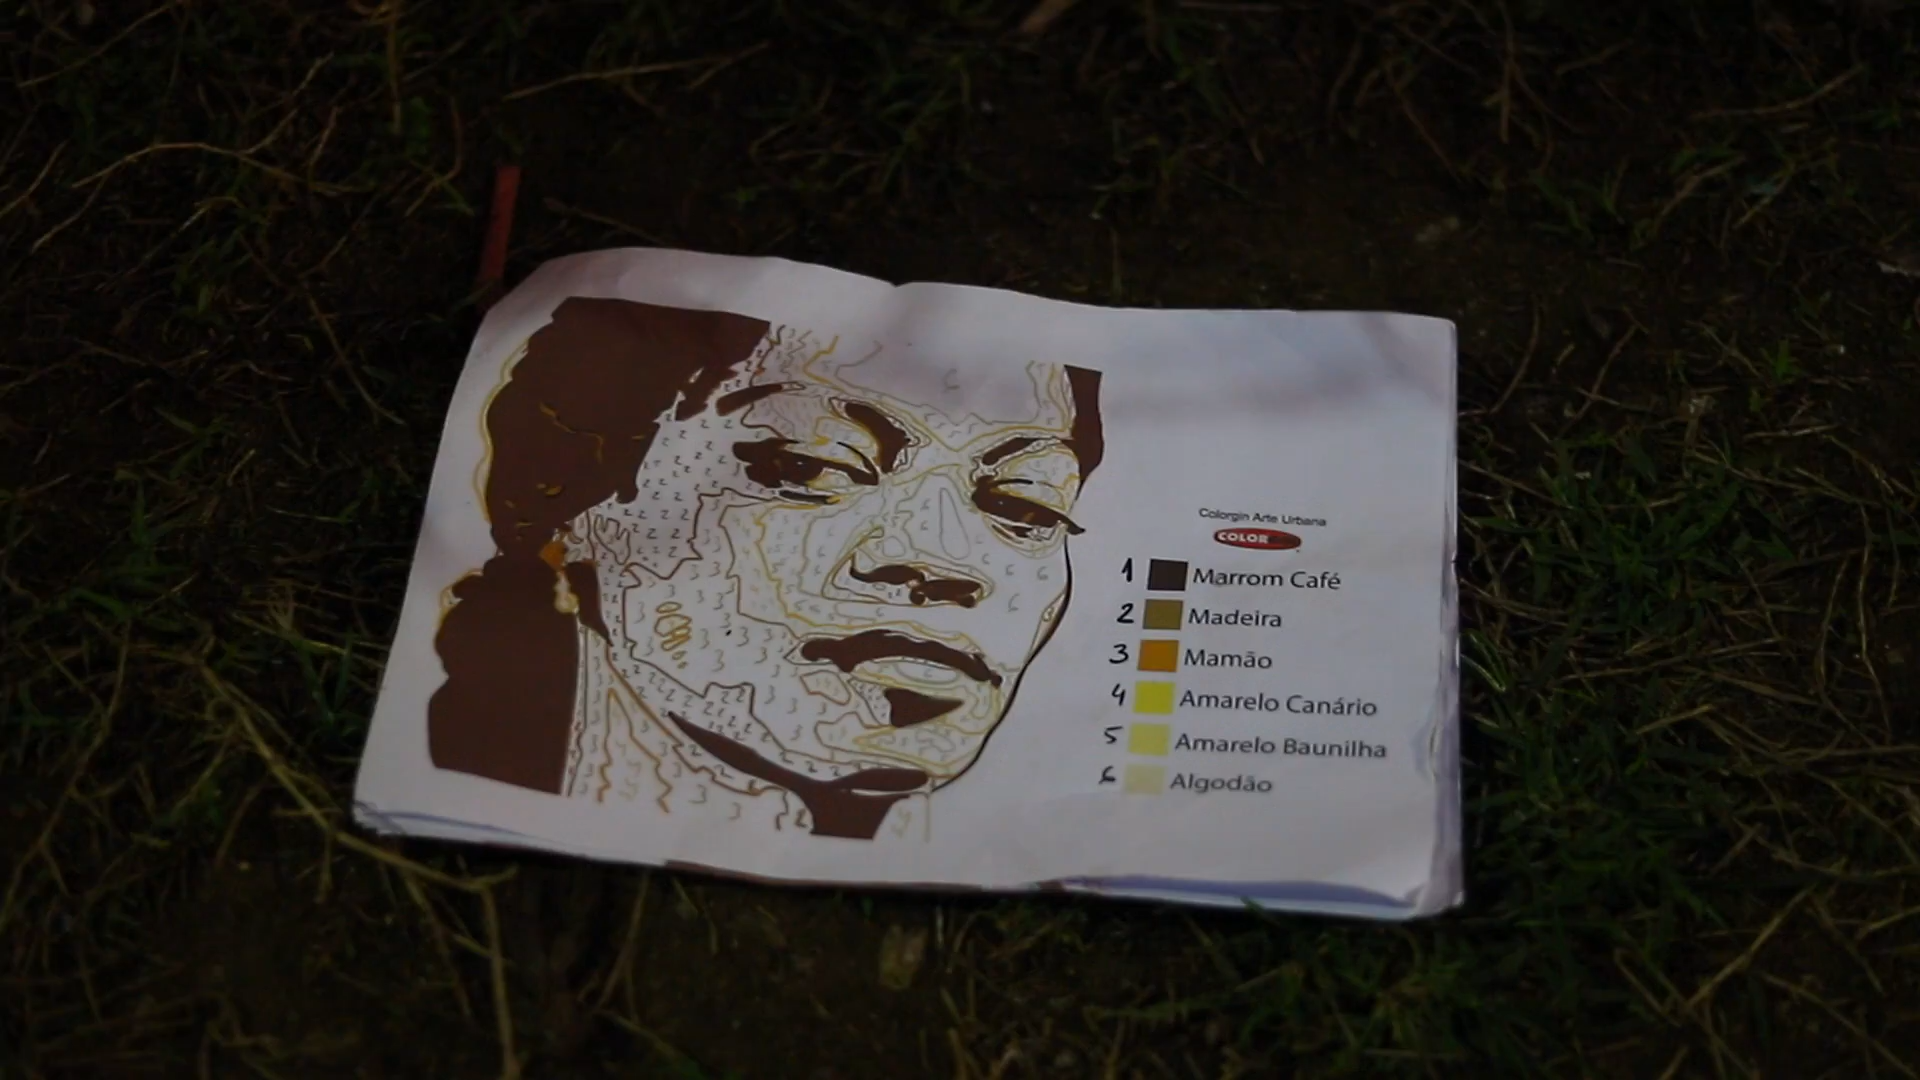 Colorgin Arte Urbana
COLOR
1 Marrom Café
2 Madeira
3 Mamão
4 Amarelo Canário
5 Amarelo Baunilha
6 Algodão